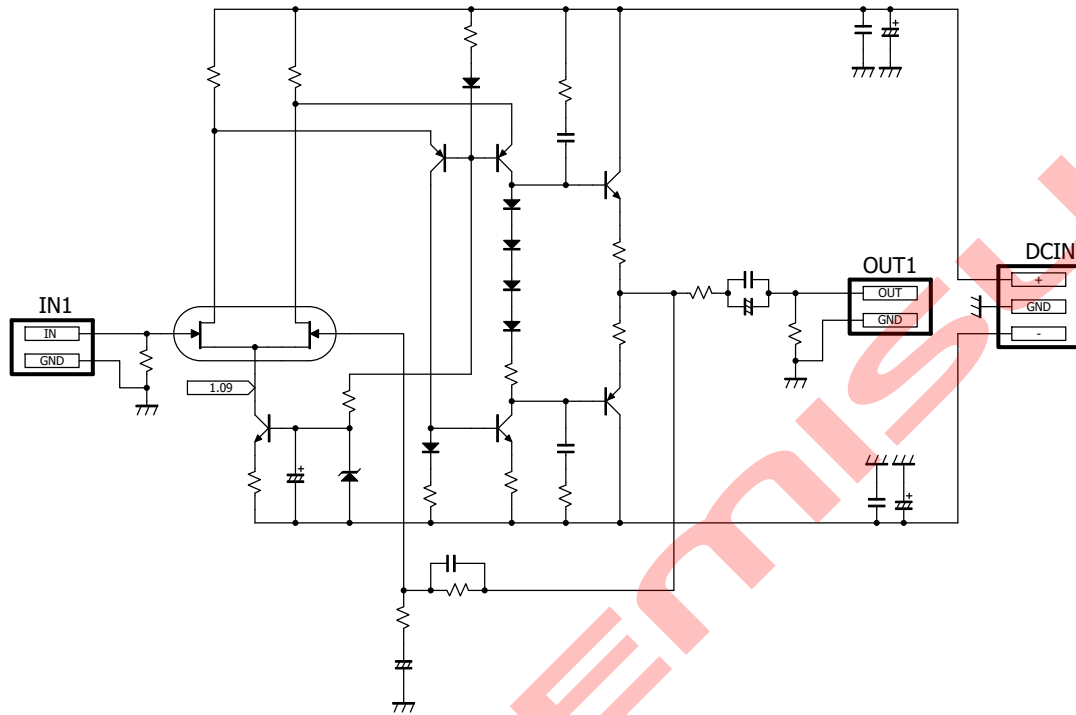 IN1
IN
GND
1.09
OUT1
OUT
GND
DCIN
+
GND
-
+
+
+